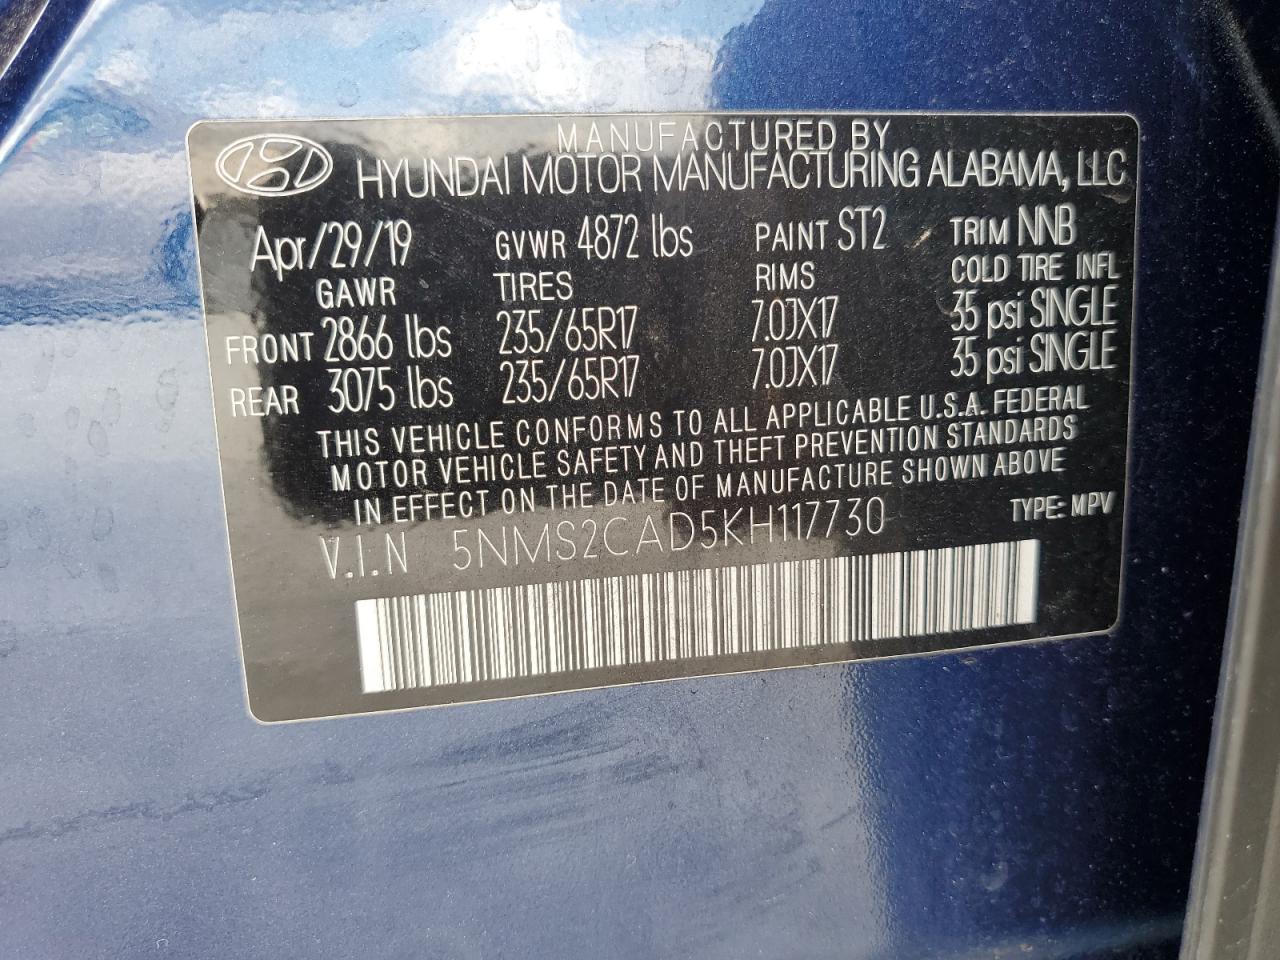 MANUFACTURED BY
HYUNDAI MOTOR MANUFACTURING ALABAMA, LLC
Apr/29/19 GVWR 4872 lbs PAINT ST2 TRIM NNB
GAWR TIRES RIMS COLD TIRE INFL
FRONT 2866 lbs 235/65R17 7.0JX17 35 psi SINGLE
REAR 3075 lbs 235/65R17 7.0JX17 35 psi SINGLE
THIS VEHICLE CONFORMS TO ALL APPLICABLE U.S.A. FEDERAL
MOTOR VEHICLE SAFETY AND THEFT PREVENTION STANDARDS
IN EFFECT ON THE DATE OF MANUFACTURE SHOWN ABOVE
V.I.N 5NMS2CAD5KH117730 TYPE: MPV